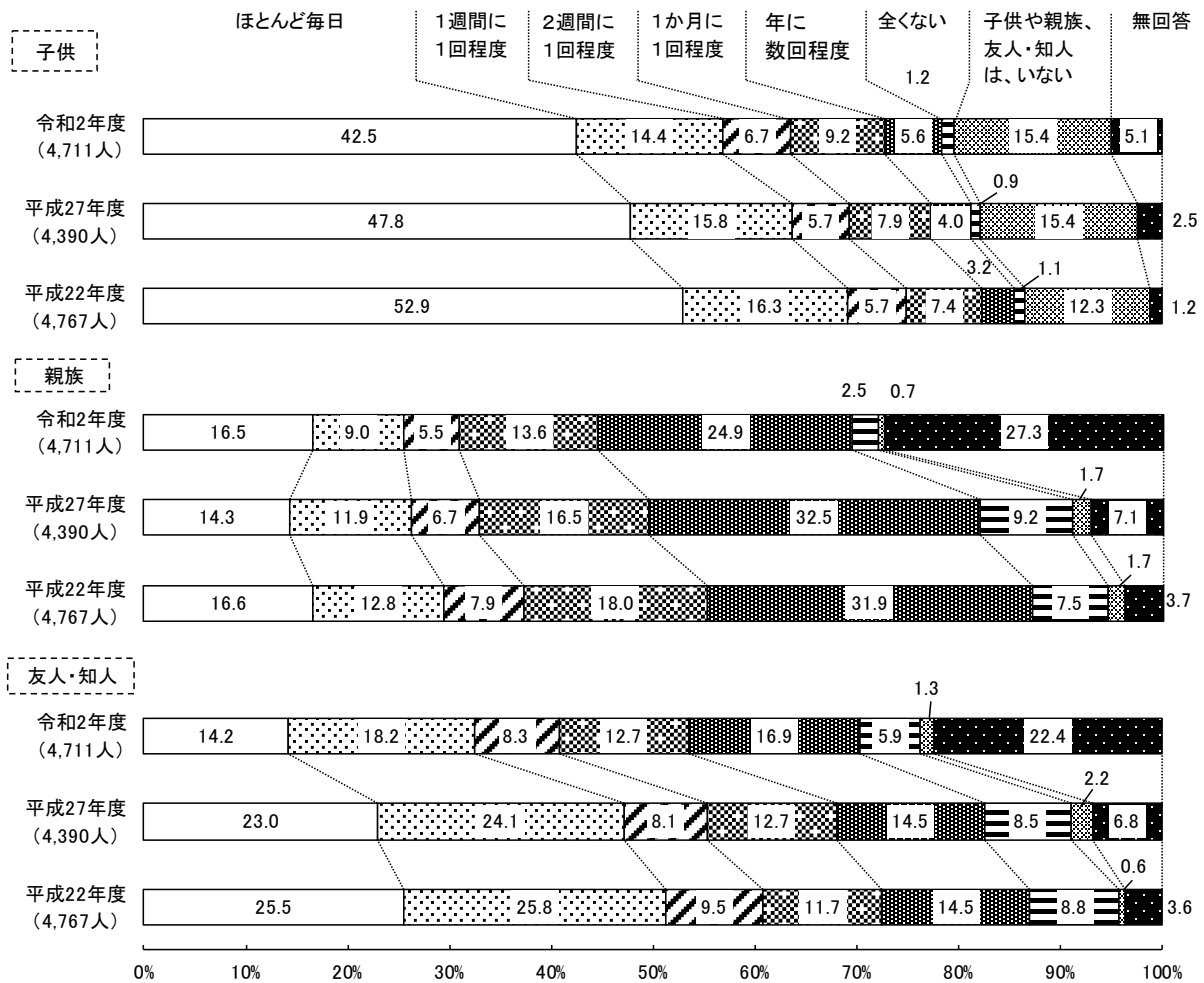 ほとんど毎日
１週間に
１回程度
２週間に
１回程度
１か月に
１回程度
年に
数回程度
全くない
子供や親族、
友人・知人
は、いない
無回答
子供
1.2
令和2年度
(4,711人)
42.5 14.4 6.7 9.2 5.6 15.4 5.1
0.9
平成27年度
(4,390人)
47.8 15.8 5.7 7.9 4.0 15.4 2.5
3.2 1.1
平成22年度
(4,767人)
52.9 16.3 5.7 7.4 12.3 1.2
親族
2.5 0.7
令和2年度
(4,711人)
16.5 9.0 5.5 13.6 24.9 27.3
1.7
平成27年度
(4,390人)
14.3 11.9 6.7 16.5 32.5 9.2 7.1
1.7
平成22年度
(4,767人)
16.6 12.8 7.9 18.0 31.9 7.5 3.7
友人・知人
1.3
令和2年度
(4,711人)
14.2 18.2 8.3 12.7 16.9 5.9 22.4
2.2
平成27年度
(4,390人)
23.0 24.1 8.1 12.7 14.5 8.5 6.8
0.6
平成22年度
(4,767人)
25.5 25.8 9.5 11.7 14.5 8.8 3.6
0% 10% 20% 30% 40% 50% 60% 70% 80% 90% 100%